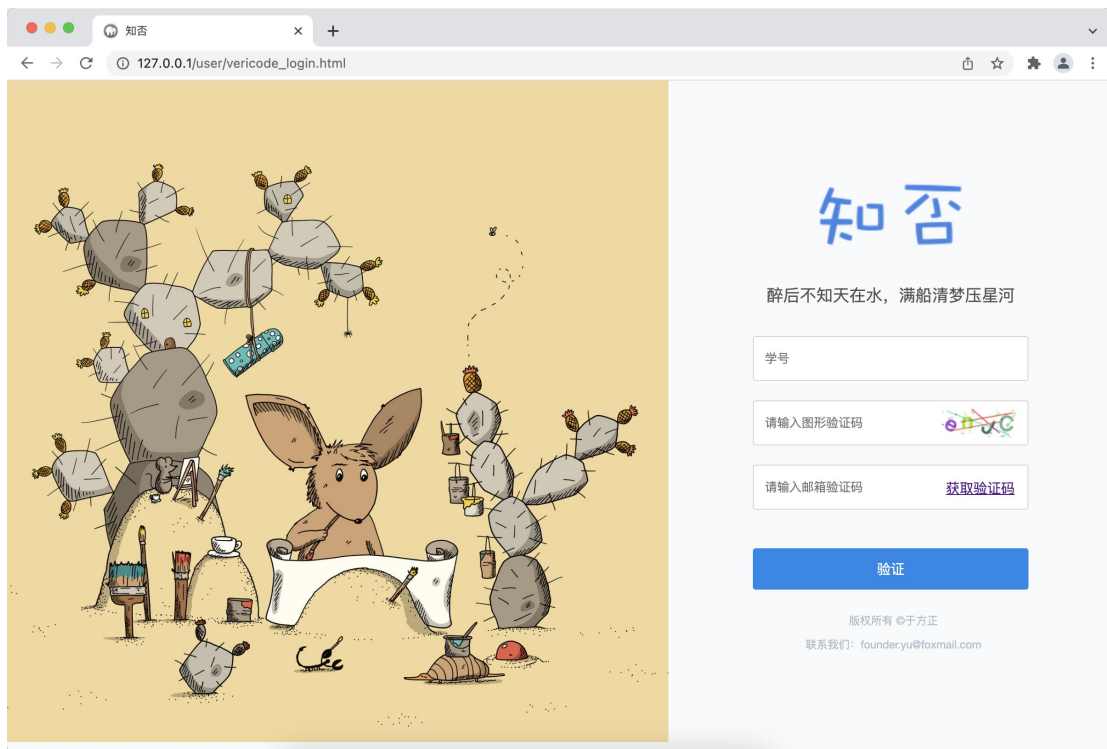 知否
127.0.0.1/user/vericode_login.html
知否
醉后不知天在水，满船清梦压星河
学号
请输入图形验证码
请输入邮箱验证码 获取验证码
验证
版权所有 ©于方正
联系我们：founder.yu@foxmail.com